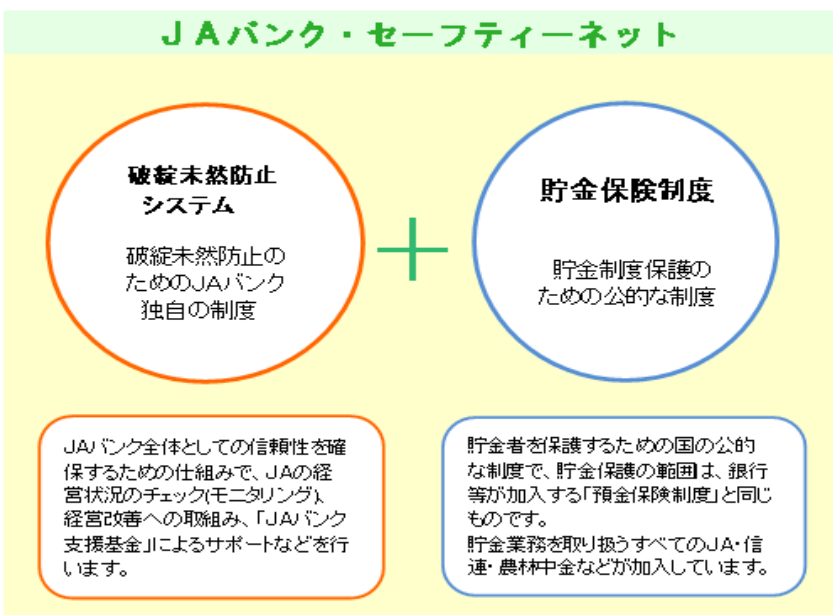 JAバンク・セーフティーネット
破綻未然防止
システム
破綻未然防止の
ためのJAバンク
独自の制度
＋
貯金保険制度
貯金制度保護の
ための公的な制度
JAバンク全体としての信頼性を確
保するための仕組みで、JAの経
営状況のチェック(モニタリング)、
経営改善への取組み、「JAバンク
支援基金」によるサポートなどを行
います。
貯金者を保護するための国の公的
な制度で、貯金保護の範囲は、銀行
等が加入する「預金保険制度」と同じ
ものです。
貯金業務を取り扱うすべてのJA・信
連・農林中金などが加入しています。